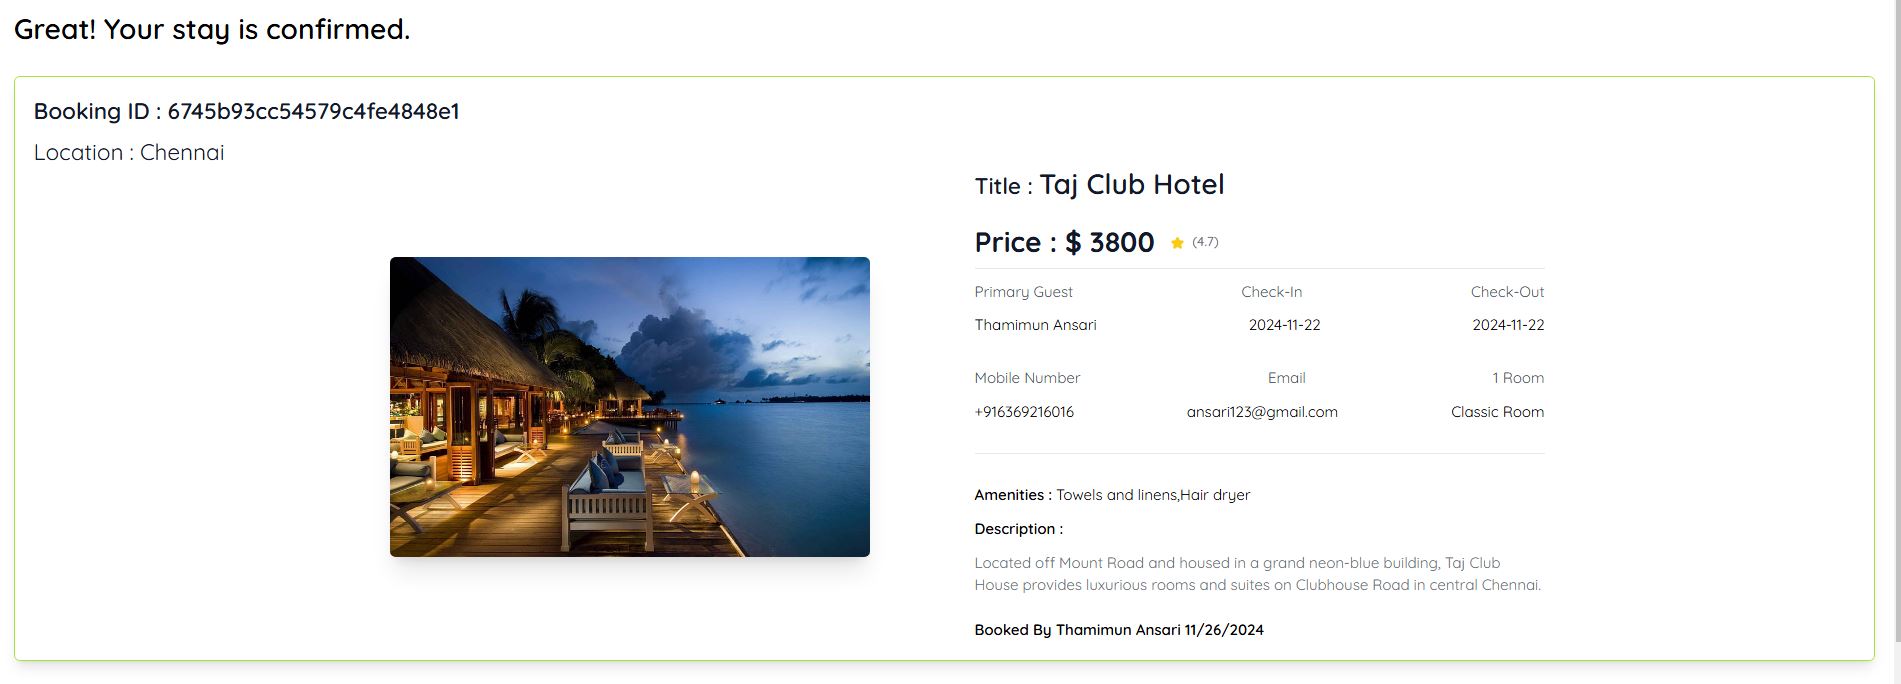 Great! Your stay is confirmed.
Booking ID : 6745b93cc54579c4fe4848e1
Location : Chennai
Title : Taj Club Hotel
Price : $ 3800 (4.7)
Primary Guest Check-In Check-Out
Thamimun Ansari 2024-11-22 2024-11-22
Mobile Number Email 1 Room
+916369216016 ansari123@gmail.com Classic Room
Amenities : Towels and linens,Hair dryer
Description :
Located off Mount Road and housed in a grand neon-blue building, Taj Club
House provides luxurious rooms and suites on Clubhouse Road in central Chennai.
Booked By Thamimun Ansari 11/26/2024